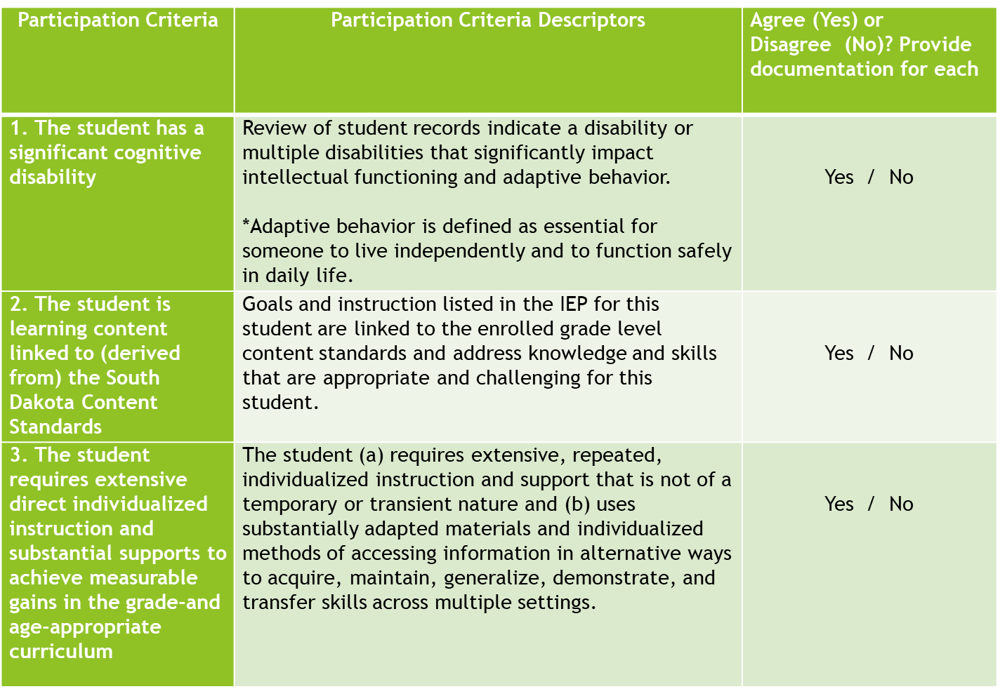 Participation Criteria
Participation Criteria Descriptors
Agree (Yes) or
Disagree  (No)? Provide
documentation for each
1. The student has a
significant cognitive
disability
Review of student records indicate a disability or
multiple disabilities that significantly impact
intellectual functioning and adaptive behavior.
*Adaptive behavior is defined as essential for
someone to live independently and to function safely
in daily life.
Yes  /  No
2. The student is
learning content
linked to (derived
from) the South
Dakota Content
Standards
Goals and instruction listed in the IEP for this
student are linked to the enrolled grade level
content standards and address knowledge and skills
that are appropriate and challenging for this
student.
Yes  /  No
3. The student
requires extensive
direct individualized
instruction and
substantial supports to
achieve measurable
gains in the grade-and
age-appropriate
curriculum
The student (a) requires extensive, repeated,
individualized instruction and support that is not of a
temporary or transient nature and (b) uses
substantially adapted materials and individualized
methods of accessing information in alternative ways
to acquire, maintain, generalize, demonstrate, and
transfer skills across multiple settings.
Yes  /  No